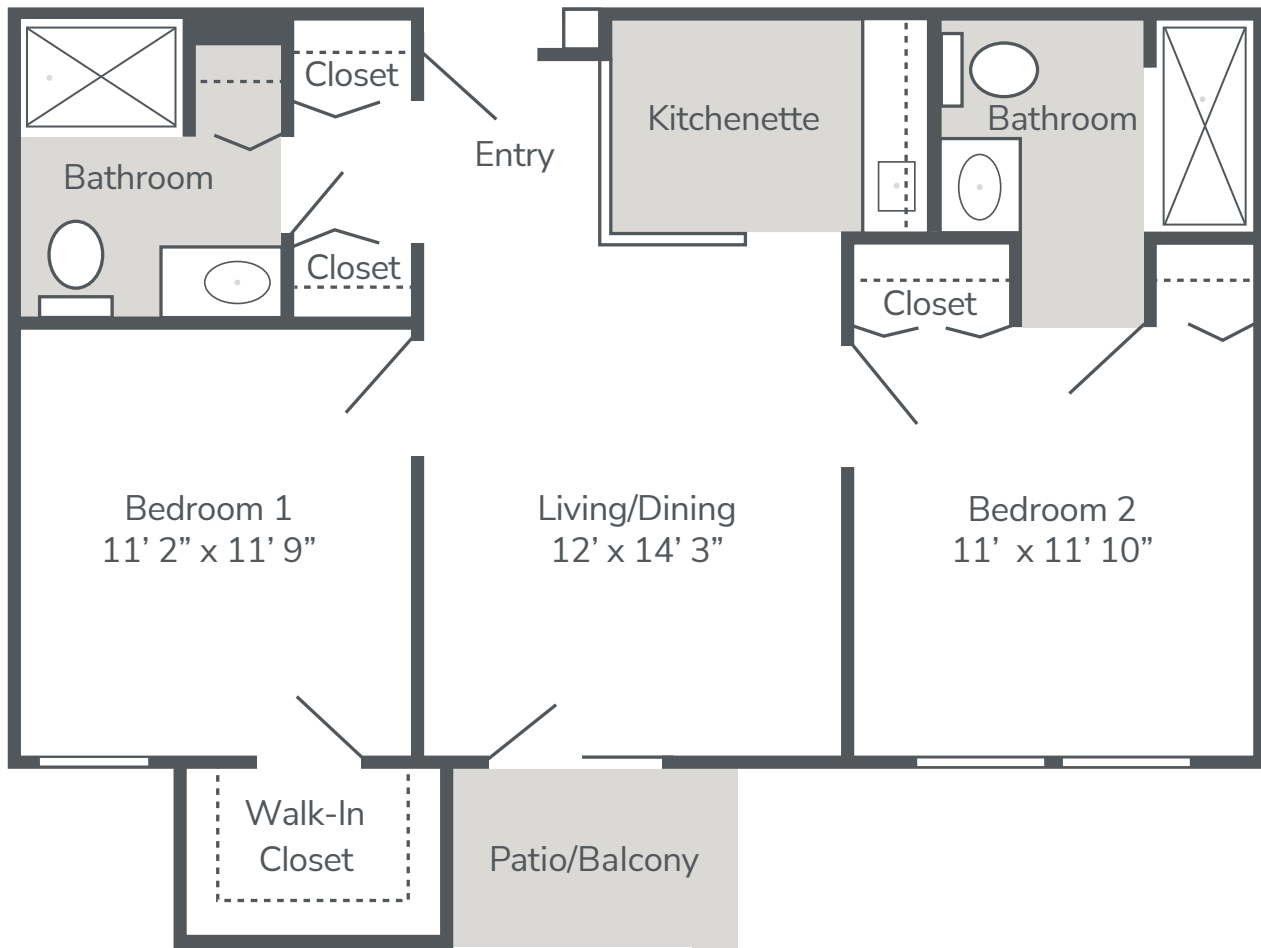 Closet
Entry
Kitchenette
Bathroom
Bathroom
Closet
Closet
Bedroom 1
11’ 2” x 11’ 9”
Living/Dining
12’ x 14’ 3”
Bedroom 2
11’  x 11’ 10”
Walk-In
Closet
Patio/Balcony